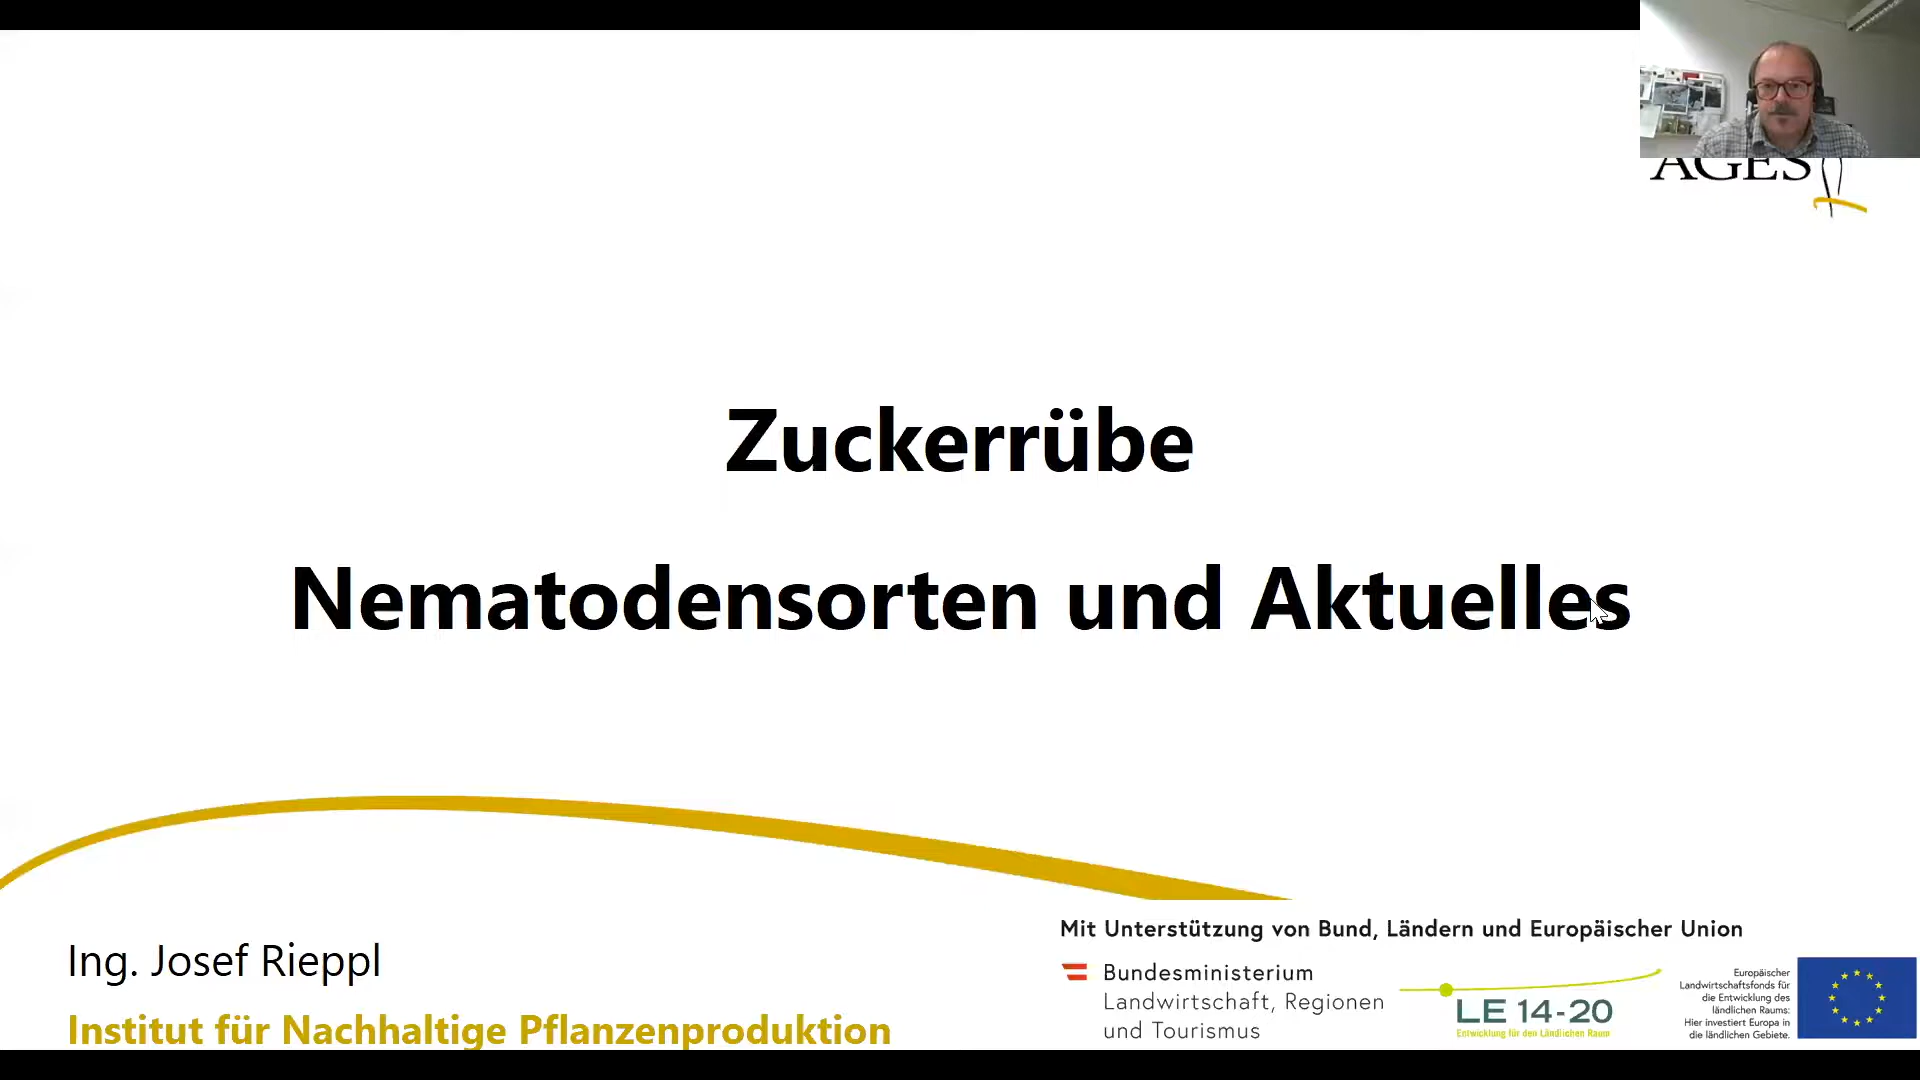 AGES
Zuckerrübe
Nematodensorten und Aktuelles
Ing. Josef Rieppl
Institut für Nachhaltige Pflanzenproduktion
Mit Unterstützung von Bund, Ländern und Europäischer Union
Bundesministerium
Landwirtschaft, Regionen
und Tourismus
LE 14-20
Entwicklung für den Ländlichen Raum
Europäischer
Landwirtschaftsfonds für
die Entwicklung des
ländlichen Raums:
Hier investiert Europa in
die ländlichen Gebiete.